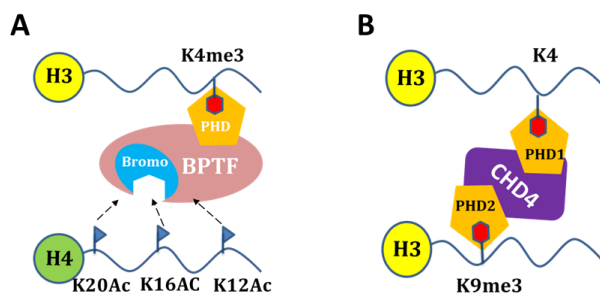 A
B
K4me3
K4
H3
H3
PHD
PHD1
Bromo
BPTF
CHD4
PHD2
H4
H3
K20Ac K16AC K12Ac
K9me3